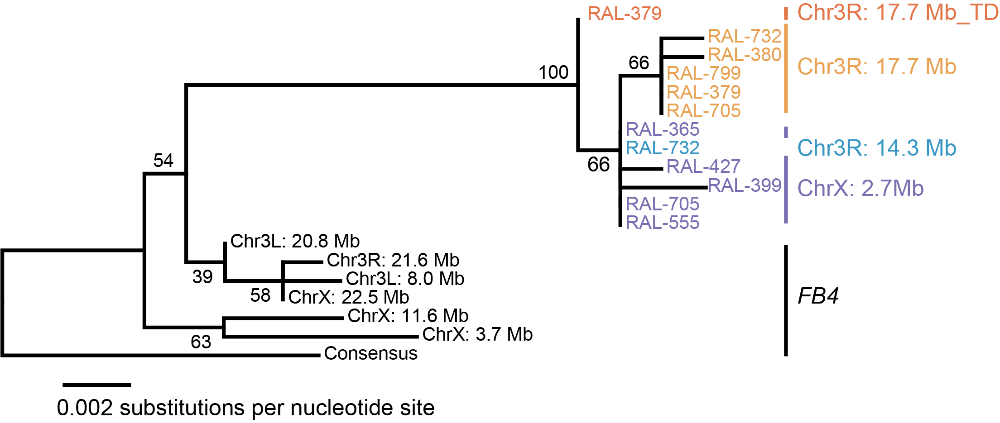 RAL-379
Chr3R: 17.7 Mb_TD
RAL-732
RAL-380
66
Chr3R: 17.7 Mb
100
RAL-799
RAL-379
RAL-705
RAL-365
RAL-732
Chr3R: 14.3 Mb
54
66
RAL-427
RAL-399
ChrX: 2.7Mb
RAL-705
RAL-555
Chr3L: 20.8 Mb
Chr3R: 21.6 Mb
39
Chr3L: 8.0 Mb
58
ChrX: 22.5 Mb
FB4
ChrX: 11.6 Mb
ChrX: 3.7 Mb
63
Consensus
0.002 substitutions per nucleotide site